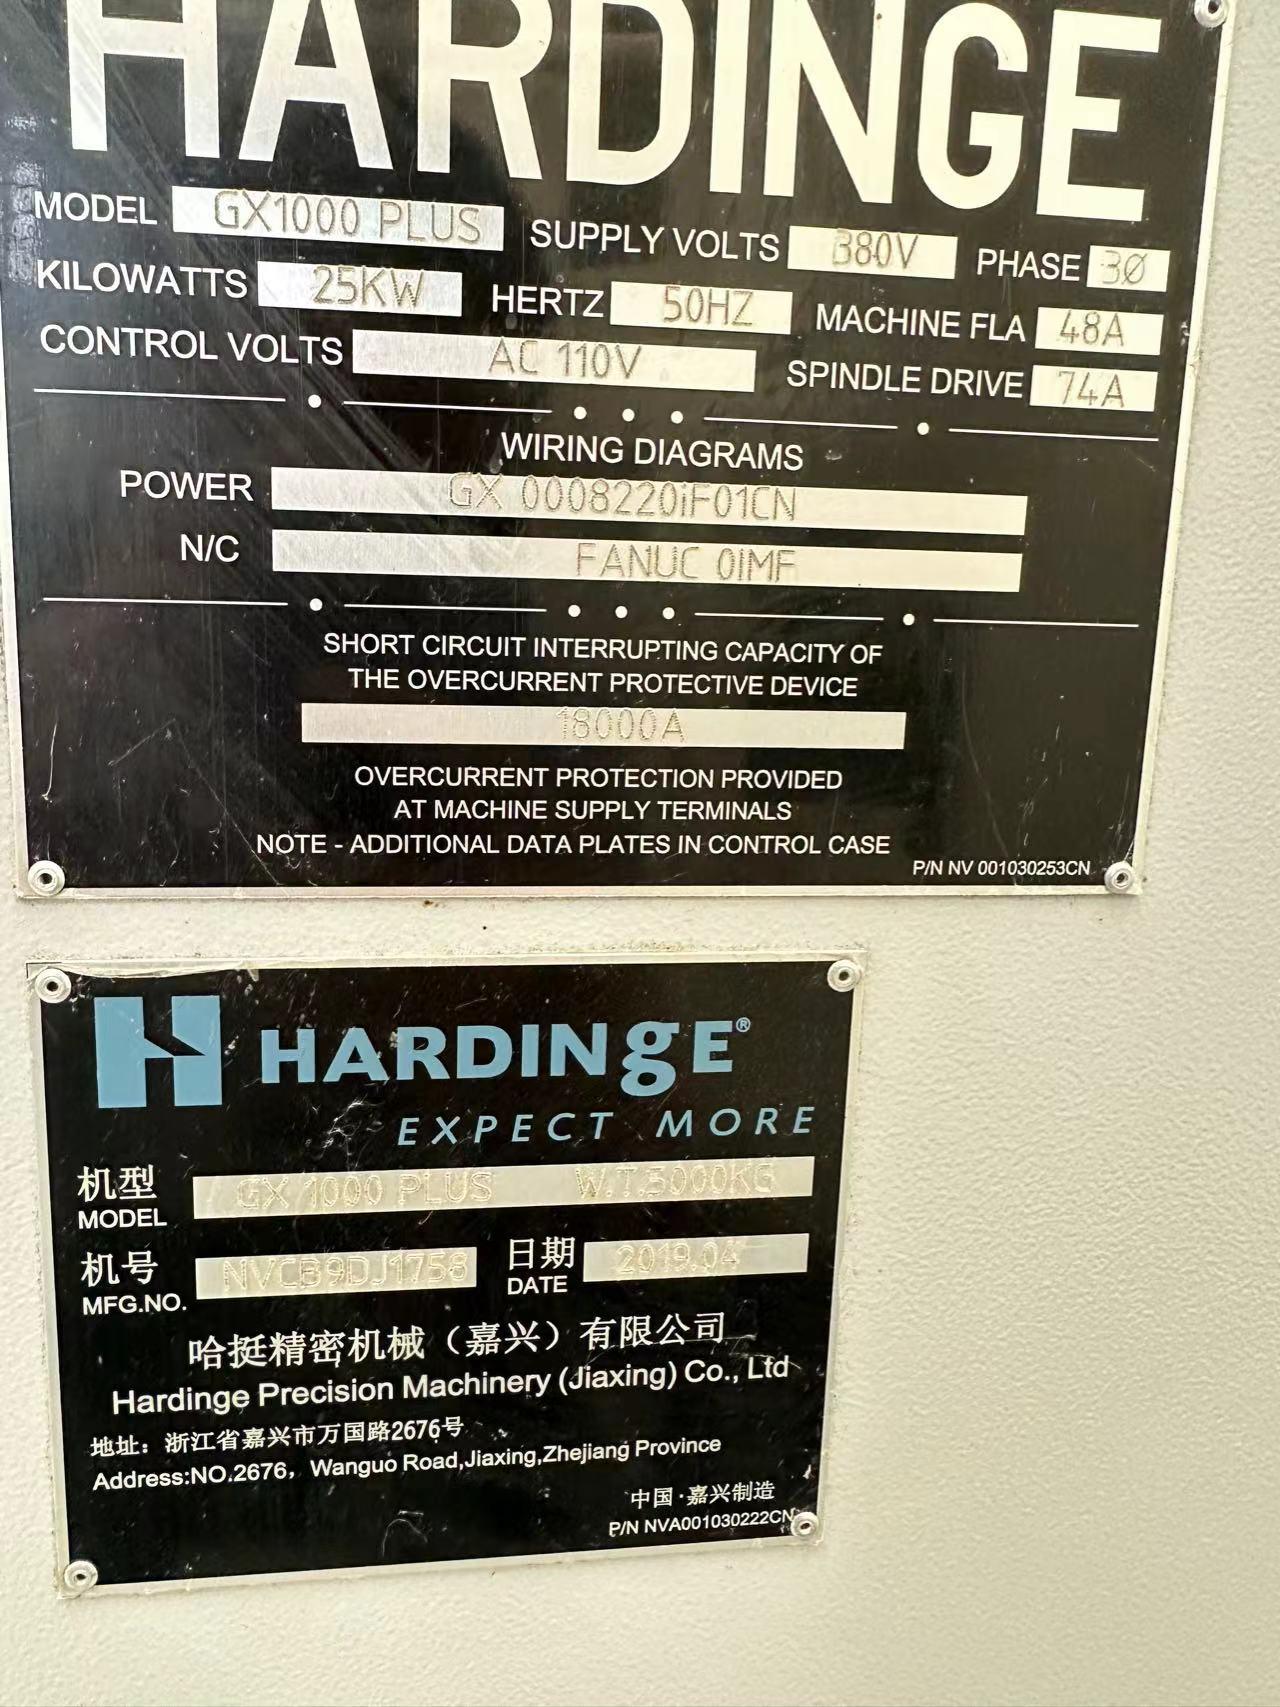 HARDINGE
MODEL GX1000 PLUS SUPPLY VOLTS 380V PHASE 3Ø
KILOWATTS 25KW HERTZ 50HZ MACHINE FLA 48A
CONTROL VOLTS AC 110V SPINDLE DRIVE 74A
WIRING DIAGRAMS
POWER GX 0008220iF01CN
N/C FANUC 0IMF
SHORT CIRCUIT INTERRUPTING CAPACITY OF
THE OVERCURRENT PROTECTIVE DEVICE
18000A
OVERCURRENT PROTECTION PROVIDED
AT MACHINE SUPPLY TERMINALS
NOTE - ADDITIONAL DATA PLATES IN CONTROL CASE
P/N NV 001030253CN
H HARDINgE®
EXPECT MORE
机型 GX 1000 PLUS W.T.5000KG
MODEL
机号 NVCB9DJ1758 日期 2019.04
MFG.NO. DATE
哈挺精密机械（嘉兴）有限公司
Hardinge Precision Machinery (Jiaxing) Co., Ltd
地址：浙江省嘉兴市万国路2676号
Address:NO.2676，Wanguo Road,Jiaxing,Zhejiang Province
中国·嘉兴制造
P/N NVA001030222CN